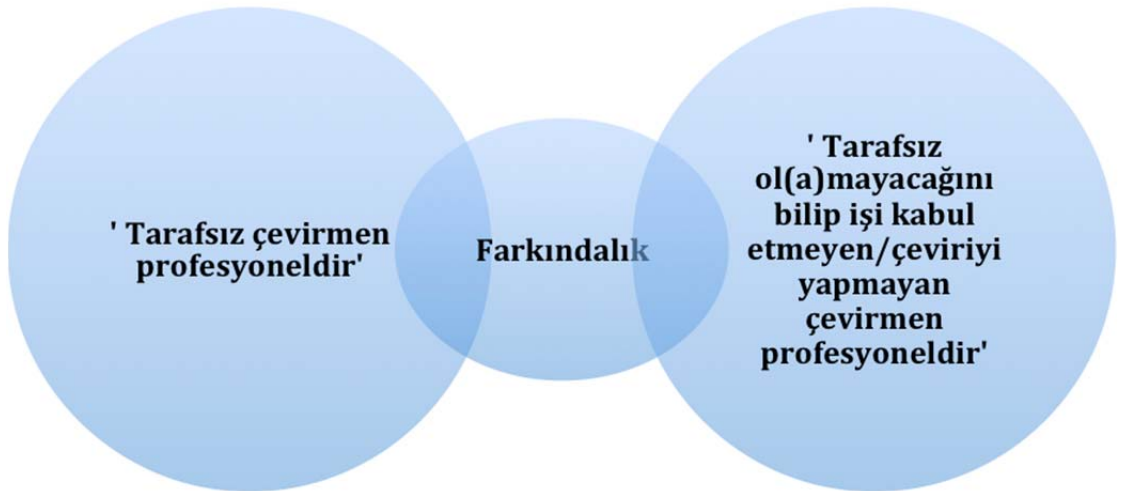 ' Tarafsız çevirmen
profesyoneldir'
Farkındalık
' Tarafsız
ol(a)mayacağını
bilip işi kabul
etmeyen/çeviriyi
yapmayan
çevirmen
profesyoneldir'